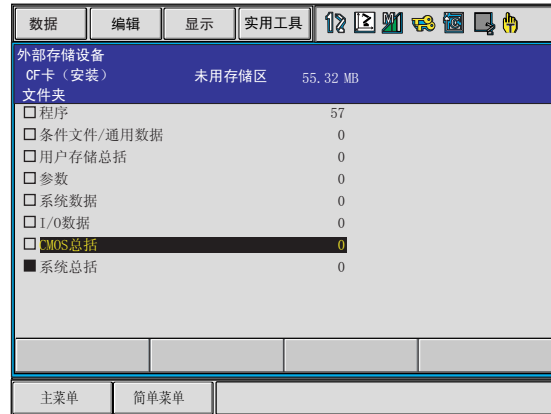 数据 编辑 显示 实用工具
外部存储设备
CF卡（安装） 未用存储区 55.32 MB
文件夹
程序 57
条件文件/通用数据 0
用户存储总括 0
参数 0
系统数据 0
I/O数据 0
CMOS总括 0
系统总括 0
主菜单 简单菜单